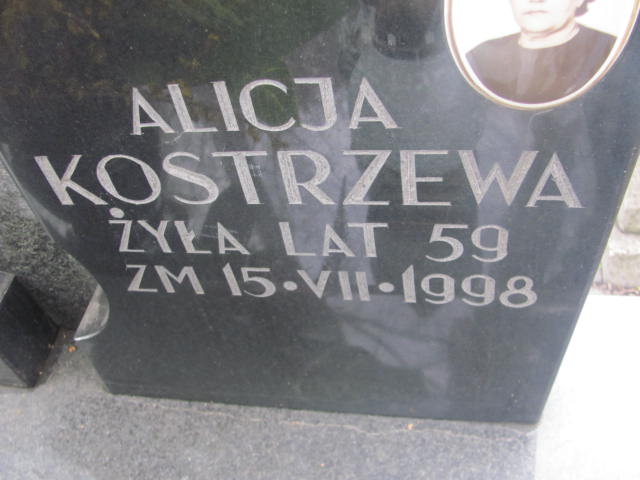 ALICJA
KOSTRZEWA
ŻYŁA LAT 59
ZM 15•VII•1998